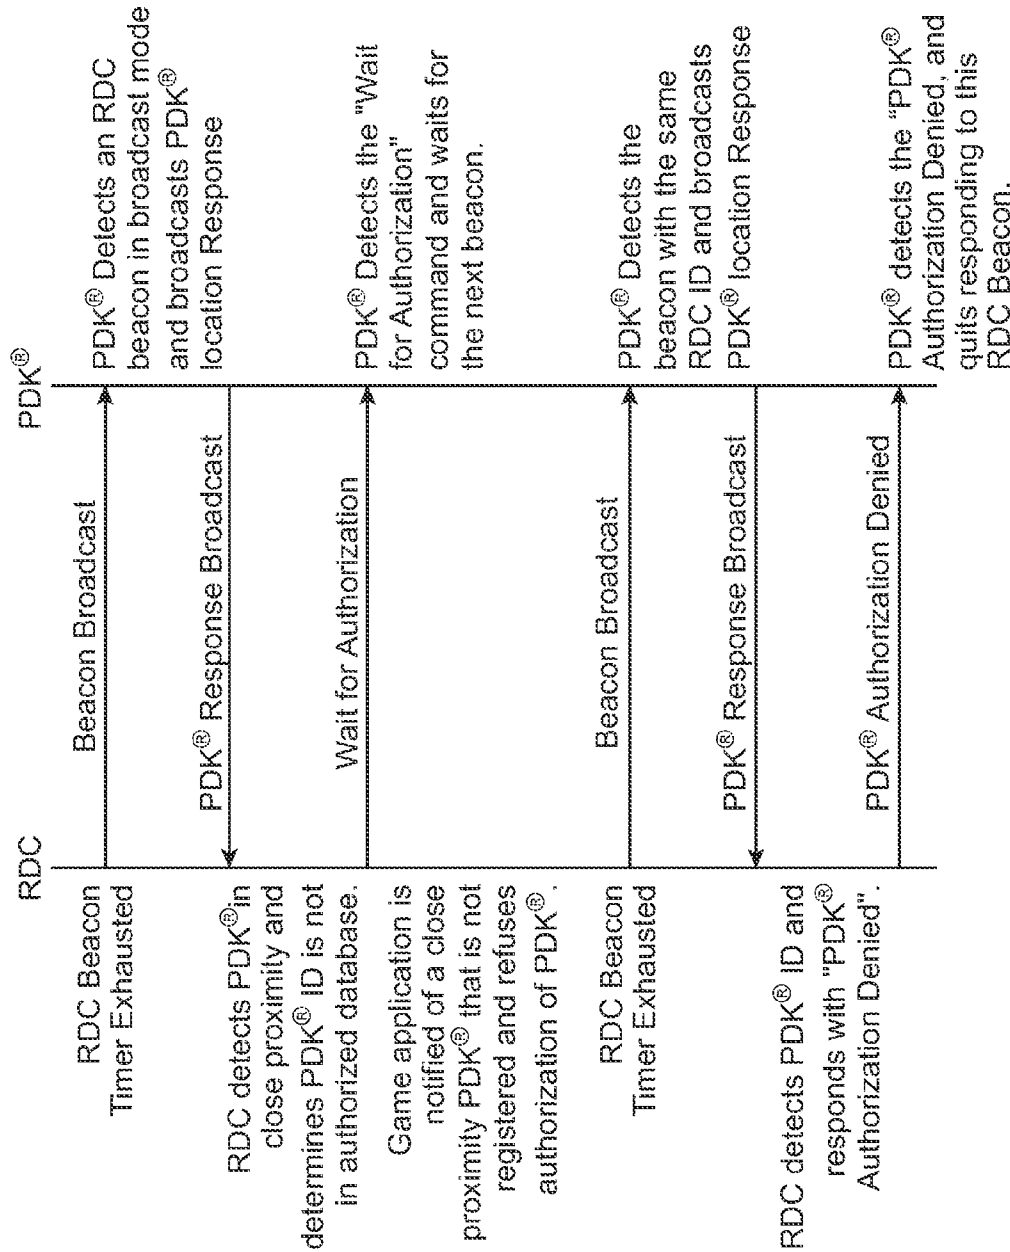 RDC
PDK®
RDC Beacon
Timer Exhausted
Beacon Broadcast
PDK® Detects an RDC
beacon in broadcast mode
and broadcasts PDK®
location Response
PDK® Response Broadcast
RDC detects PDK® in
close proximity and
determines PDK® ID is not
in authorized database.
Wait for Authorization
PDK® Detects the "Wait
for Authorization"
command and waits for
the next beacon.
Game application is
notified of a close
proximity PDK® that is not
registered and refuses
authorization of PDK®.
RDC Beacon
Timer Exhausted
Beacon Broadcast
PDK® Detects the
beacon with the same
RDC ID and broadcasts
PDK® location Response
PDK® Response Broadcast
RDC detects PDK® ID and
responds with "PDK®
Authorization Denied".
PDK® Authorization Denied
PDK® detects the "PDK®
Authorization Denied, and
quits responding to this
RDC Beacon.